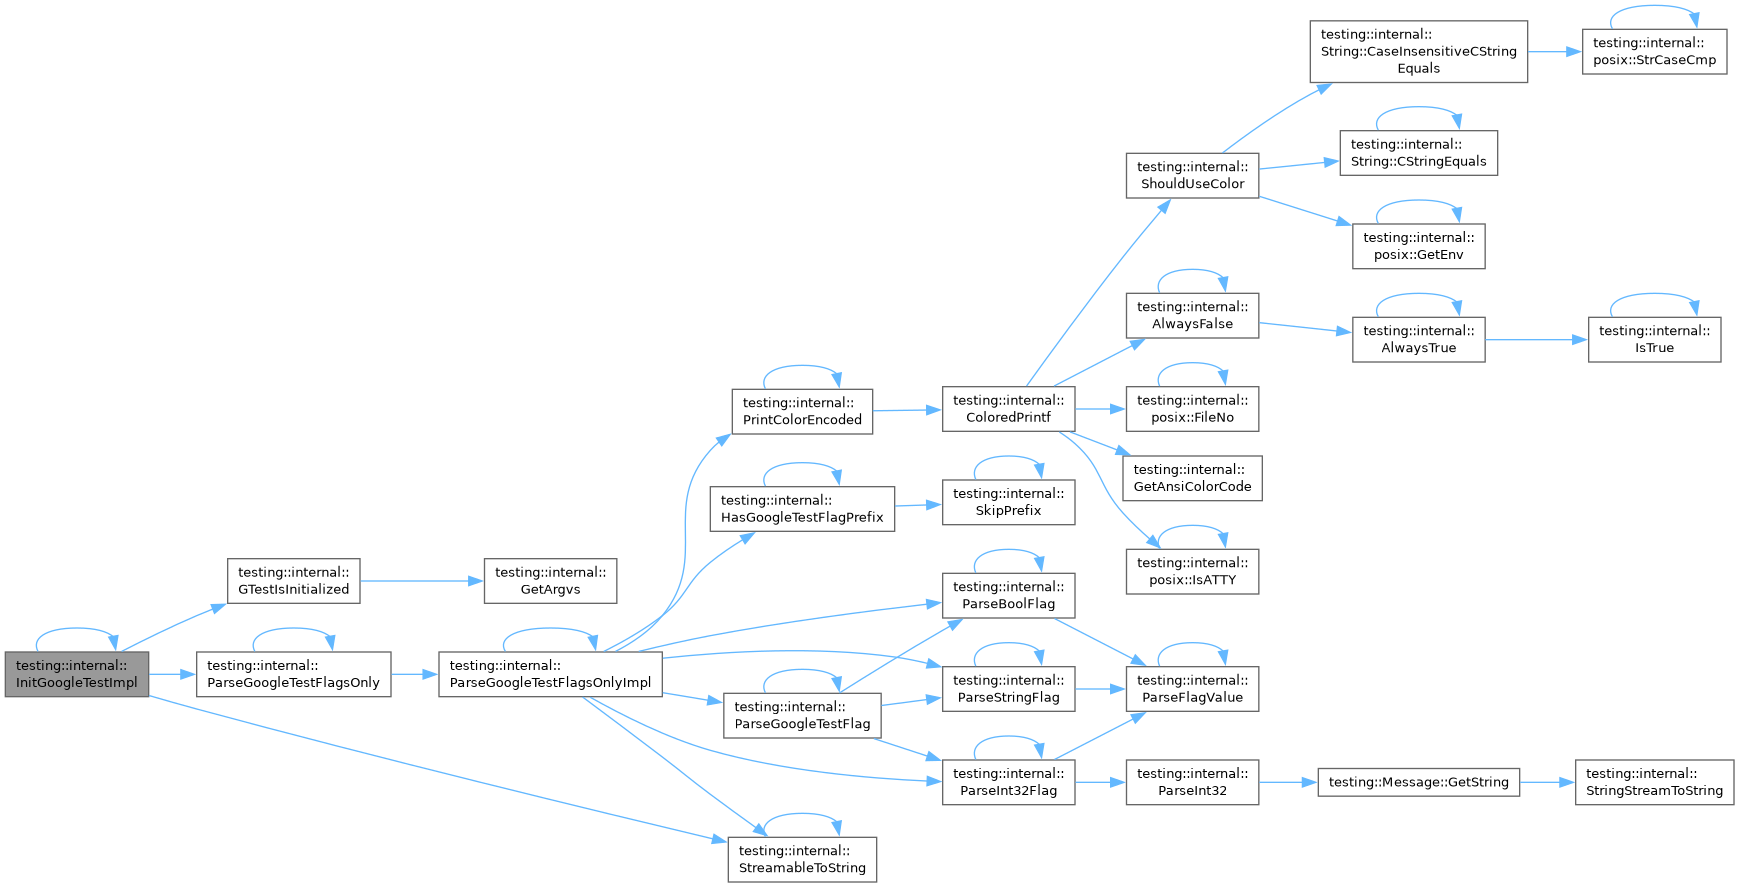 testing::internal::
InitGoogleTestImpl
testing::internal::
GTestIsInitialized
testing::internal::
GetArgvs
testing::internal::
ParseGoogleTestFlagsOnly
testing::internal::
ParseGoogleTestFlagsOnlyImpl
testing::internal::
PrintColorEncoded
testing::internal::
ColoredPrintf
testing::internal::
ShouldUseColor
testing::internal::
String::CaseInsensitiveCString
Equals
testing::internal::
posix::StrCaseCmp
testing::internal::
String::CStringEquals
testing::internal::
posix::GetEnv
testing::internal::
AlwaysFalse
testing::internal::
AlwaysTrue
testing::internal::
IsTrue
testing::internal::
posix::FileNo
testing::internal::
GetAnsiColorCode
testing::internal::
posix::IsATTY
testing::internal::
HasGoogleTestFlagPrefix
testing::internal::
SkipPrefix
testing::internal::
ParseBoolFlag
testing::internal::
ParseFlagValue
testing::internal::
ParseStringFlag
testing::internal::
ParseGoogleTestFlag
testing::internal::
ParseInt32Flag
testing::internal::
ParseInt32
testing::Message::GetString
testing::internal::
StringStreamToString
testing::internal::
StreamableToString